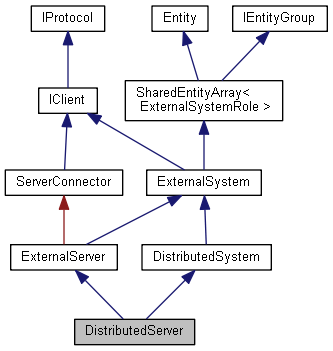 IProtocol
Entity
IEntityGroup
IClient
SharedEntityArray<
ExternalSystemRole >
ServerConnector
ExternalSystem
ExternalServer
DistributedSystem
DistributedServer